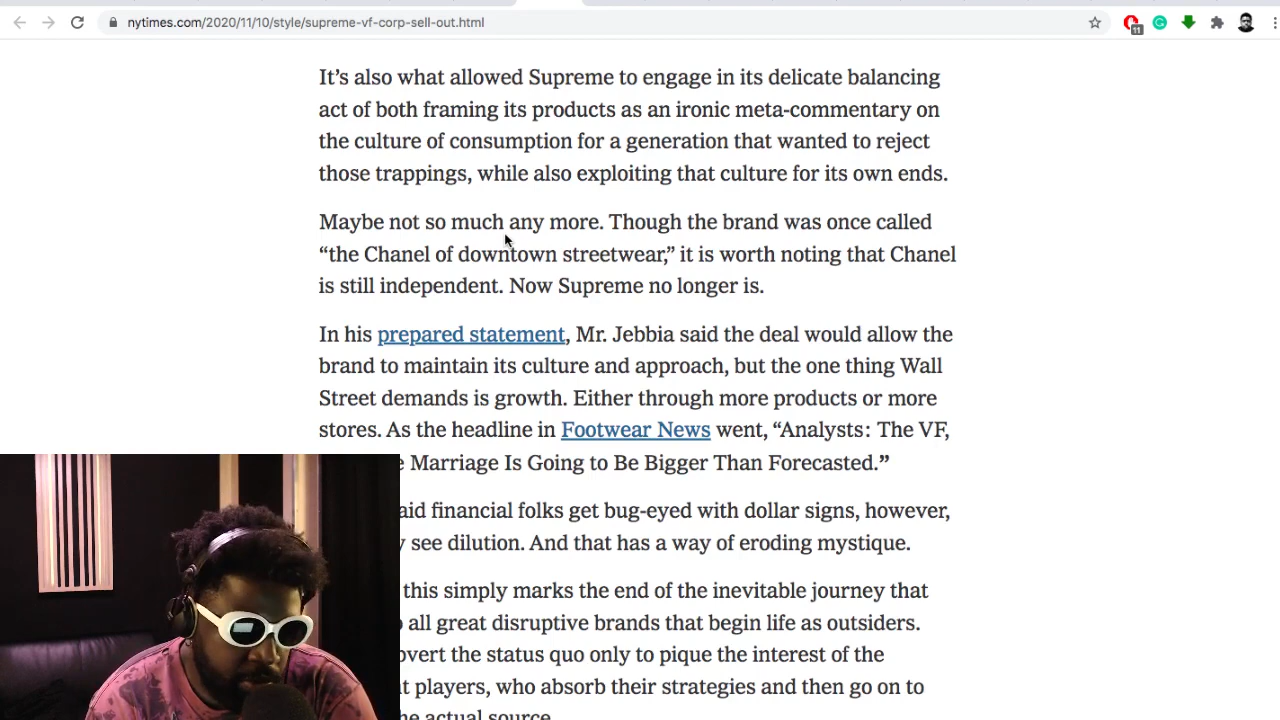 nytimes.com/2020/11/10/style/supreme-vf-corp-sell-out.html
11
It’s also what allowed Supreme to engage in its delicate balancing
act of both framing its products as an ironic meta-commentary on
the culture of consumption for a generation that wanted to reject
those trappings, while also exploiting that culture for its own ends.
Maybe not so much any more. Though the brand was once called
“the Chanel of downtown streetwear,” it is worth noting that Chanel
is still independent. Now Supreme no longer is.
In his prepared statement, Mr. Jebbia said the deal would allow the
brand to maintain its culture and approach, but the one thing Wall
Street demands is growth. Either through more products or more
stores. As the headline in Footwear News went, “Analysts: The VF,
Marriage Is Going to Be Bigger Than Forecasted.”
financial folks get bug-eyed with dollar signs, however,
see dilution. And that has a way of eroding mystique.
this simply marks the end of the inevitable journey that
all great disruptive brands that begin life as outsiders.
the status quo only to pique the interest of the
players, who absorb their strategies and then go on to
actual source.